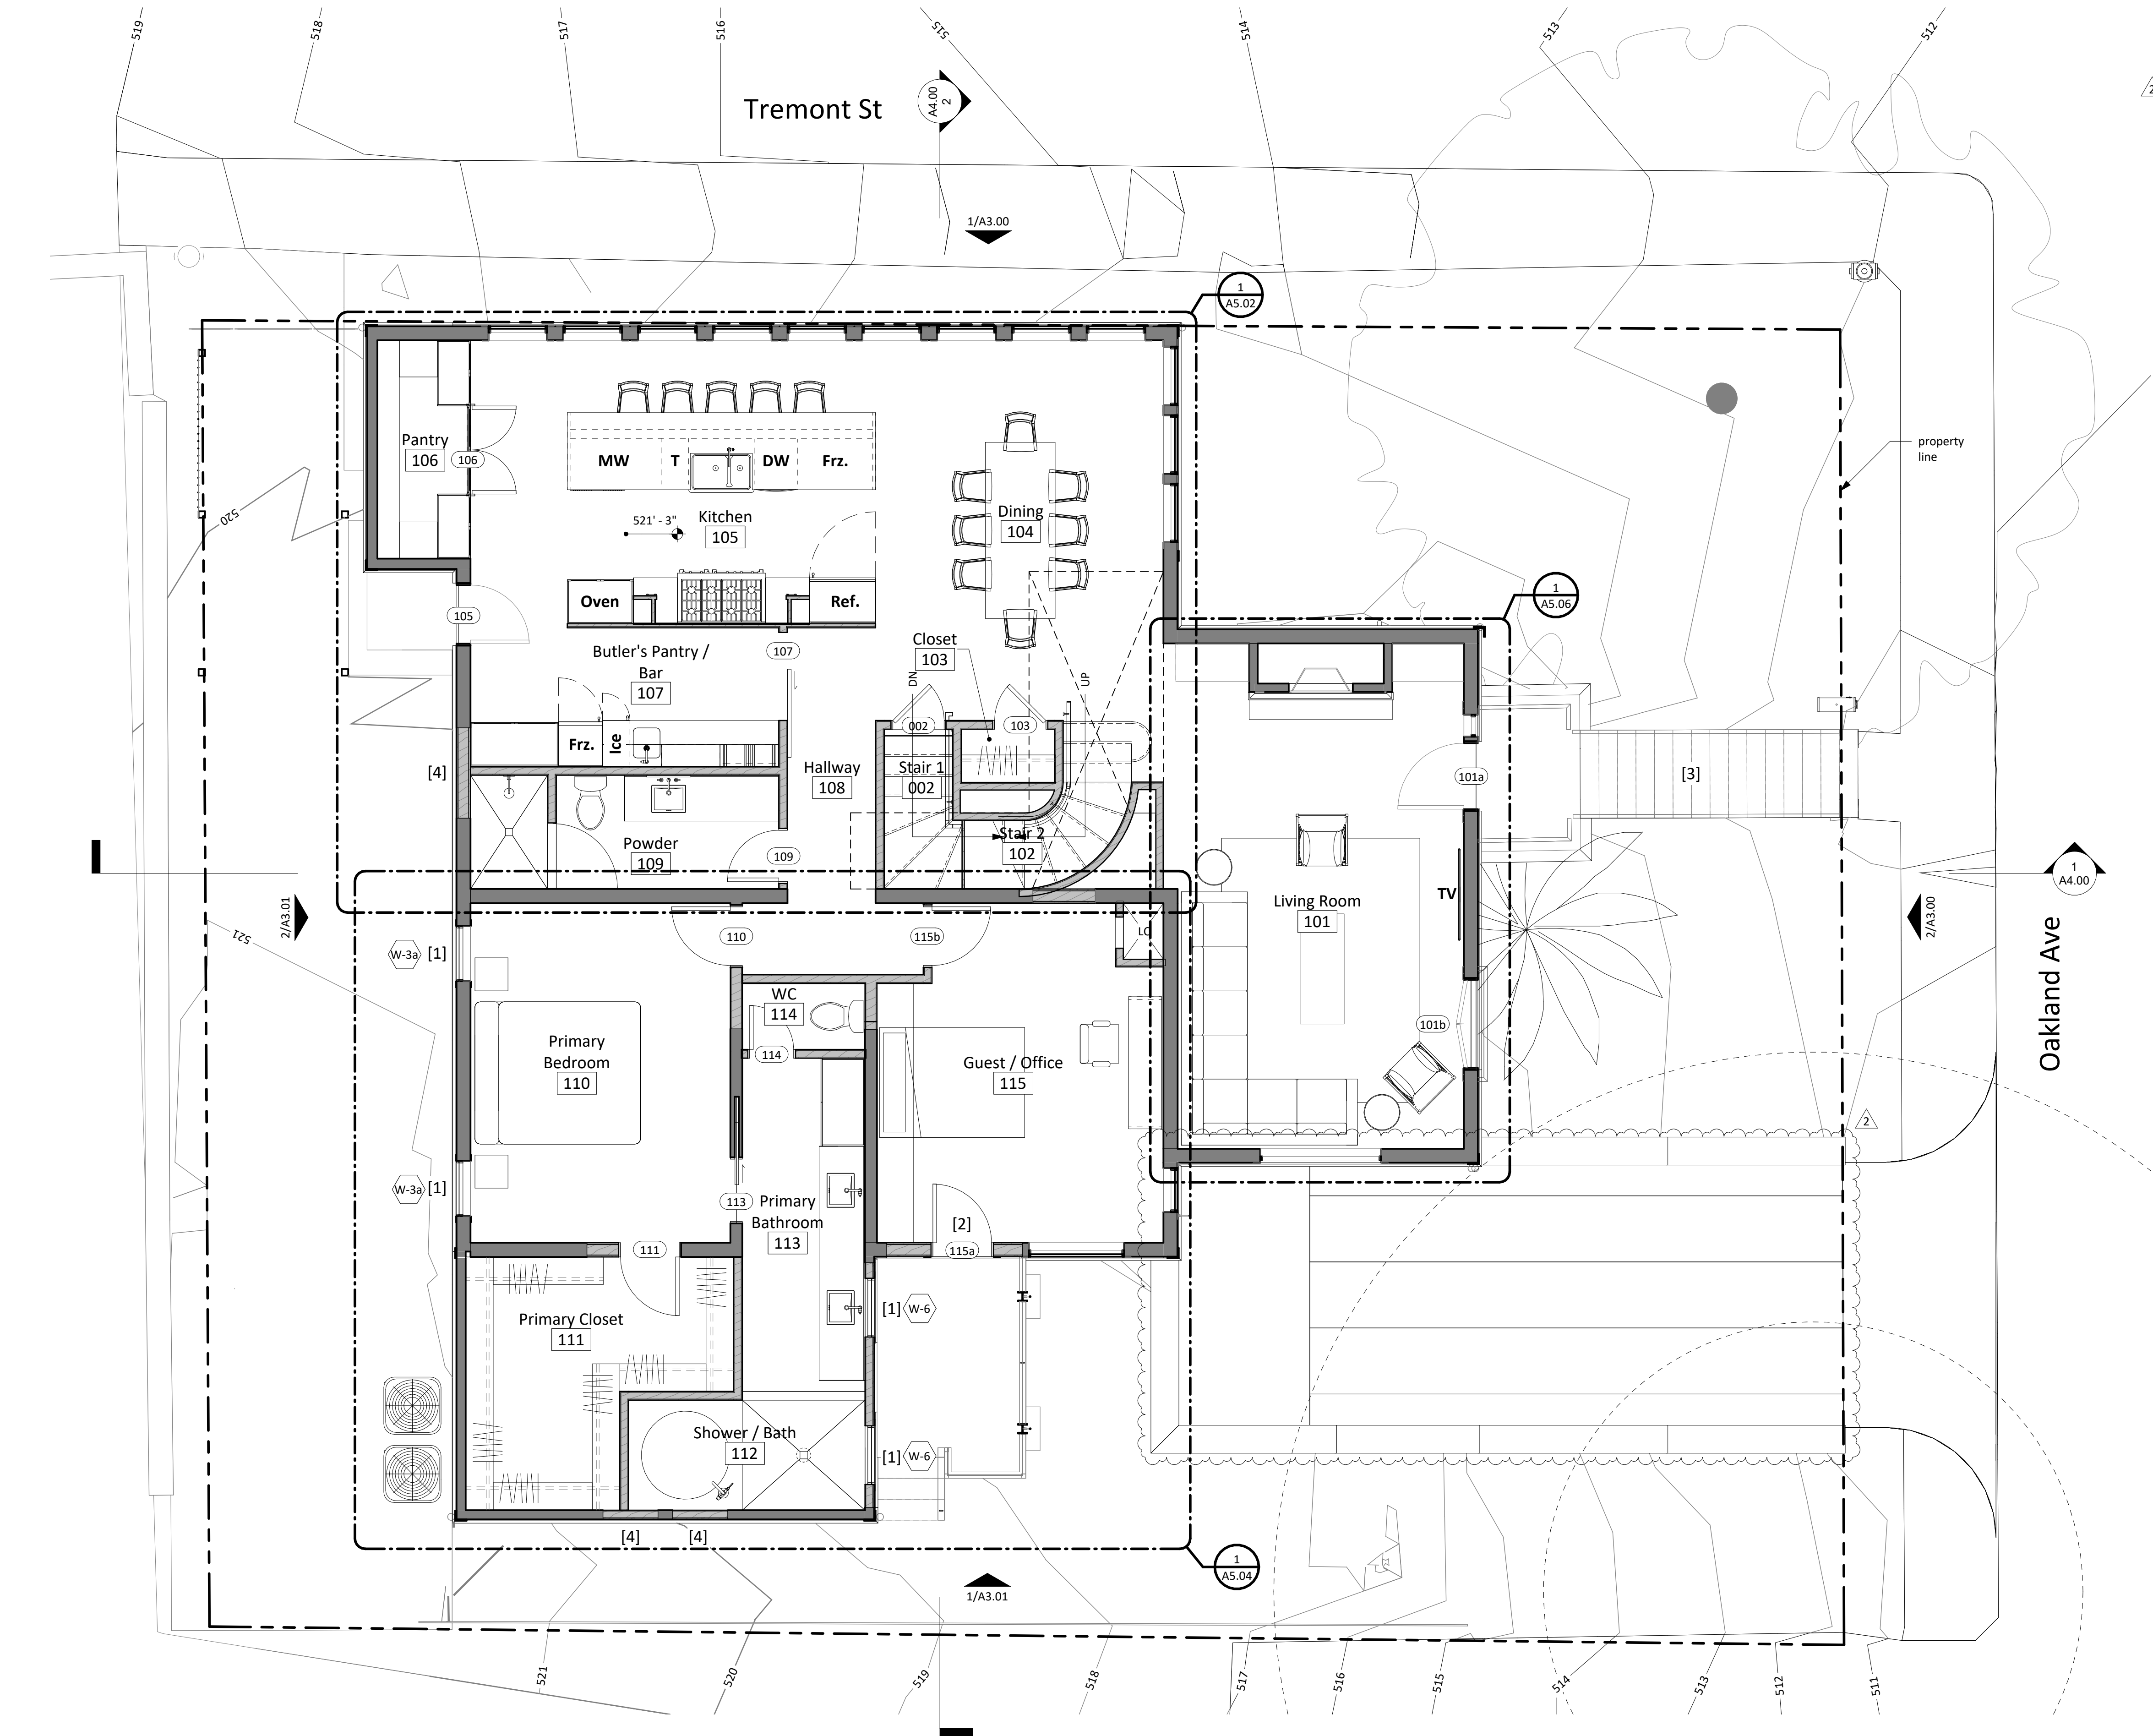 519
518
517
516
515
514
513
512
Tremont St
A4.00
2
1/A3.00
1
A5.02
property
line
Pantry
106
106
MW
T
DW
Frz.
520
521' - 3"
Kitchen
105
Dining
104
Oven
Ref.
1
A5.06
105
Butler's Pantry /
Bar
107
107
Closet
103
DN
UP
002
103
Frz.
Ice
[4]
Hallway
108
Stair 1
002
101a
[3]
Stair 2
102
Powder
109
109
1
A4.00
TV
Living Room
101
2/A3.01
521
2/A3.00
Oakland Ave
W-3a
[1]
110
115b
LC
WC
114
114
101b
Primary
Bedroom
110
Guest / Office
115
2
W-3a
[1]
113
Primary
Bathroom
113
[2]
115a
111
Primary Closet
111
[1]
W-6
Shower / Bath
112
[1]
W-6
[4]
[4]
1
A5.04
1/A3.01
521
520
519
518
517
516
515
514
513
512
511